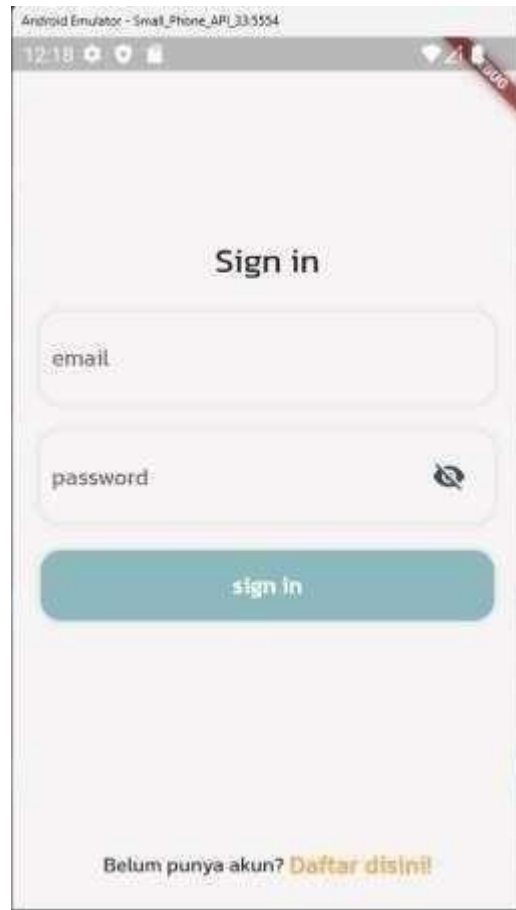 Android Emulator - Small_Phone_API_33:5554
12:18
Sign in
email
password
sign in
Belum punya akun? Daftar disini!